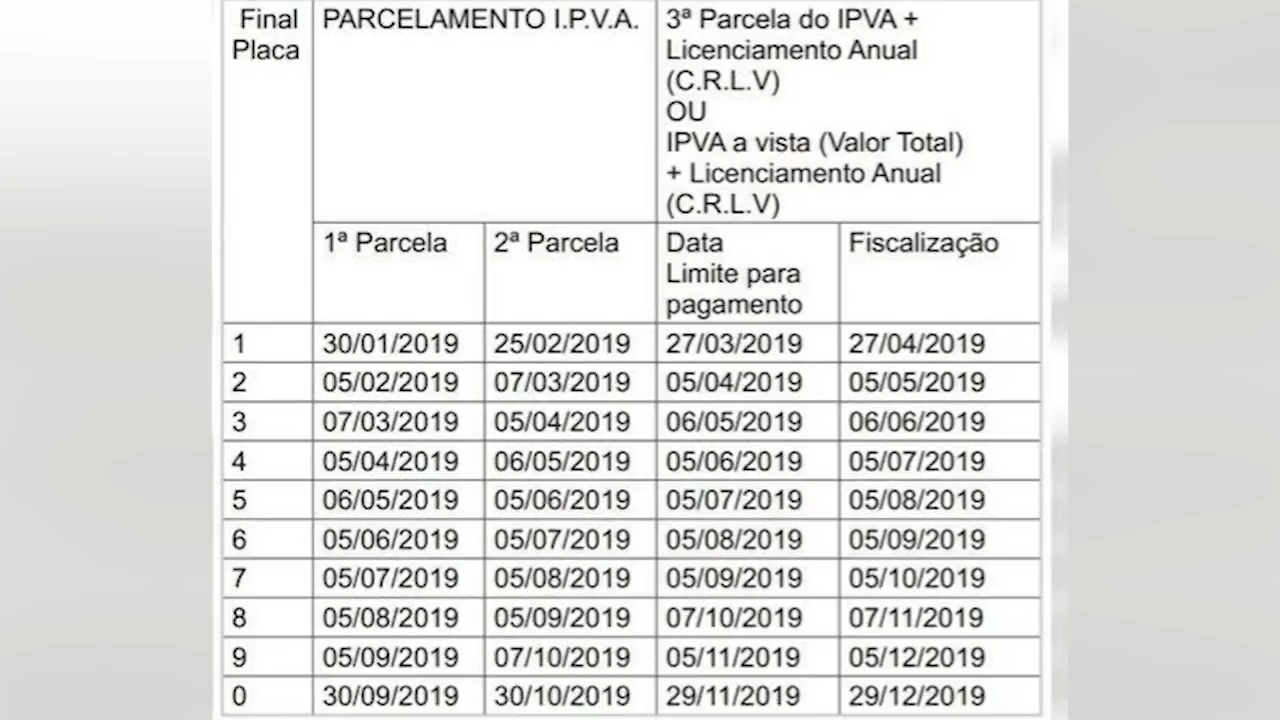 Final
Placa
PARCELAMENTO I.P.V.A.
3ª Parcela do IPVA +
Licenciamento Anual
(C.R.L.V)
OU
IPVA a vista (Valor Total)
+ Licenciamento Anual
(C.R.L.V)
1ª Parcela
2ª Parcela
Data
Limite para
pagamento
Fiscalização
1 30/01/2019 25/02/2019 27/03/2019 27/04/2019
2 05/02/2019 07/03/2019 05/04/2019 05/05/2019
3 07/03/2019 05/04/2019 06/05/2019 06/06/2019
4 05/04/2019 06/05/2019 05/06/2019 05/07/2019
5 06/05/2019 05/06/2019 05/07/2019 05/08/2019
6 05/06/2019 05/07/2019 05/08/2019 05/09/2019
7 05/07/2019 05/08/2019 05/09/2019 05/10/2019
8 05/08/2019 05/09/2019 07/10/2019 07/11/2019
9 05/09/2019 07/10/2019 05/11/2019 05/12/2019
0 30/09/2019 30/10/2019 29/11/2019 29/12/2019